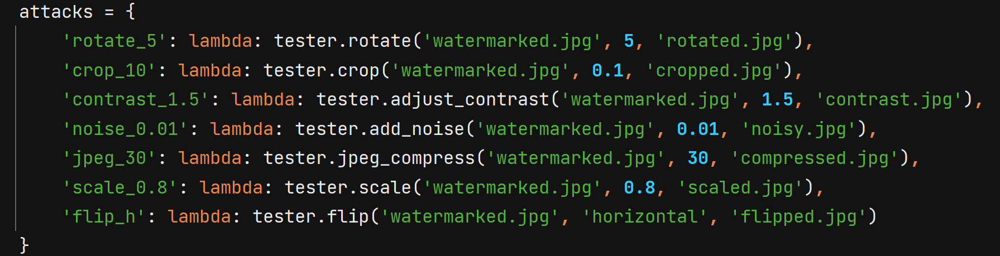 attacks = {
    'rotate_5': lambda: tester.rotate('watermarked.jpg', 5, 'rotated.jpg'),
    'crop_10': lambda: tester.crop('watermarked.jpg', 0.1, 'cropped.jpg'),
    'contrast_1.5': lambda: tester.adjust_contrast('watermarked.jpg', 1.5, 'contrast.jpg'),
    'noise_0.01': lambda: tester.add_noise('watermarked.jpg', 0.01, 'noisy.jpg'),
    'jpeg_30': lambda: tester.jpeg_compress('watermarked.jpg', 30, 'compressed.jpg'),
    'scale_0.8': lambda: tester.scale('watermarked.jpg', 0.8, 'scaled.jpg'),
    'flip_h': lambda: tester.flip('watermarked.jpg', 'horizontal', 'flipped.jpg')
}